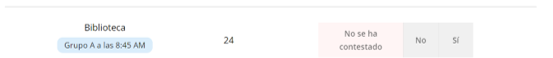 Biblioteca
Grupo A a las 8:45 AM
24
No se ha
contestado
No
Sí